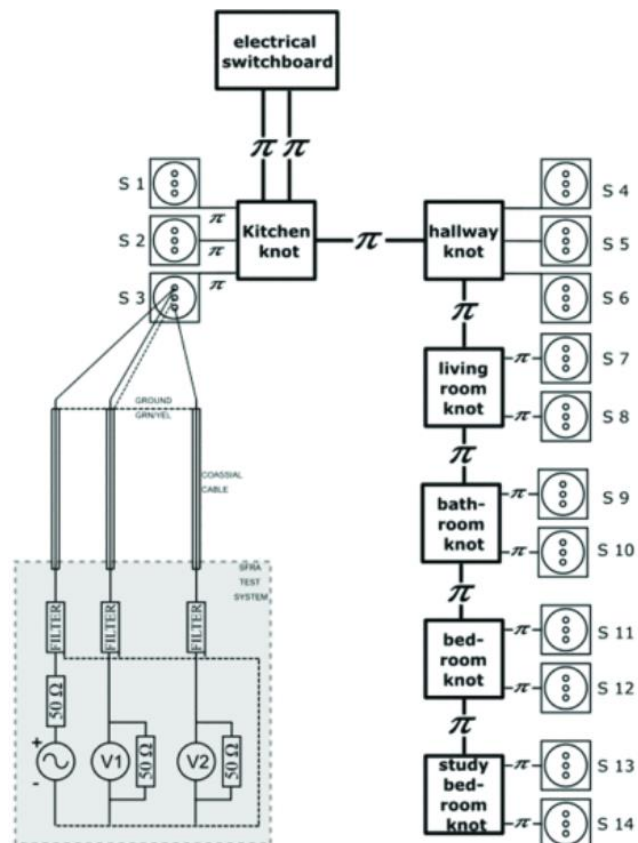 electrical
switchboard
π π
S 1
π
S 2
π
S 3
π
Kitchen
knot
π
hallway
knot
S 4
S 5
S 6
π
living
room
knot
π
S 7
π
S 8
π
bath-
room
knot
π
S 9
π
S 10
π
bed-
room
knot
π
S 11
π
S 12
π
study
bed-
room
knot
π
S 13
π
S 14
GROUND
GRN/YEL
COASSIAL
CABLE
SFRA
TEST
SYSTEM
FILTER
FILTER
FILTER
50 Ω
+
-
V1
50 Ω
V2
50 Ω